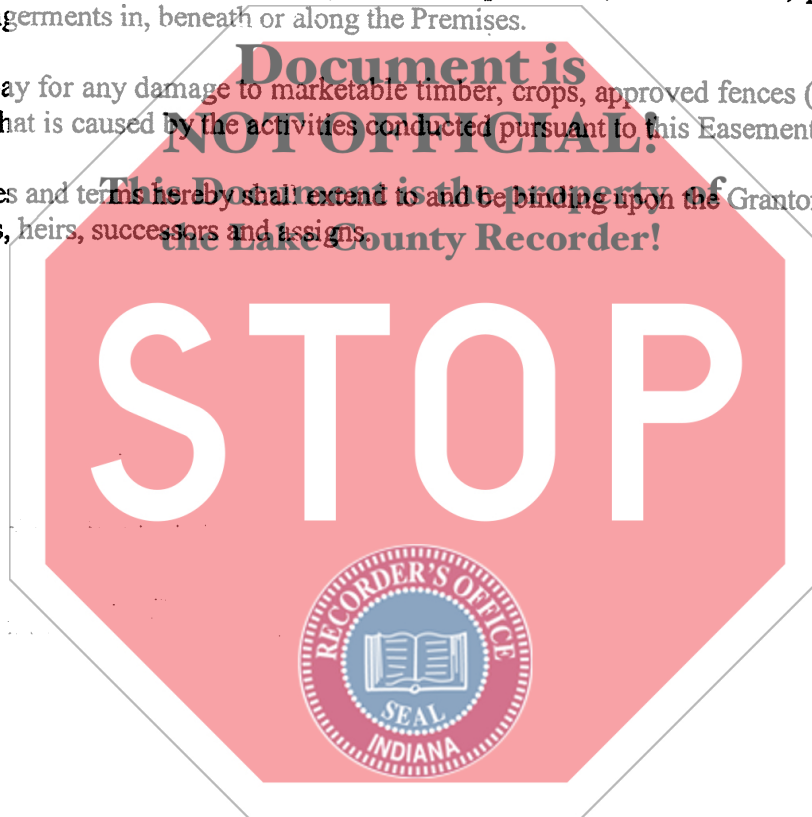 germents in, beneath or along the Premises.
Document is
ay for any damage to marketable timber, crops, approved fences (
NOT OFFICIAL!
hat is caused by the activities conducted pursuant to this Easement
This Document is the property of
es and terms hereby shall extend to and be binding upon the Grantor
the Lake County Recorder!
s, heirs, successors and assigns.
STOP
RECORDER'S OFFICE
SEAL
INDIANA